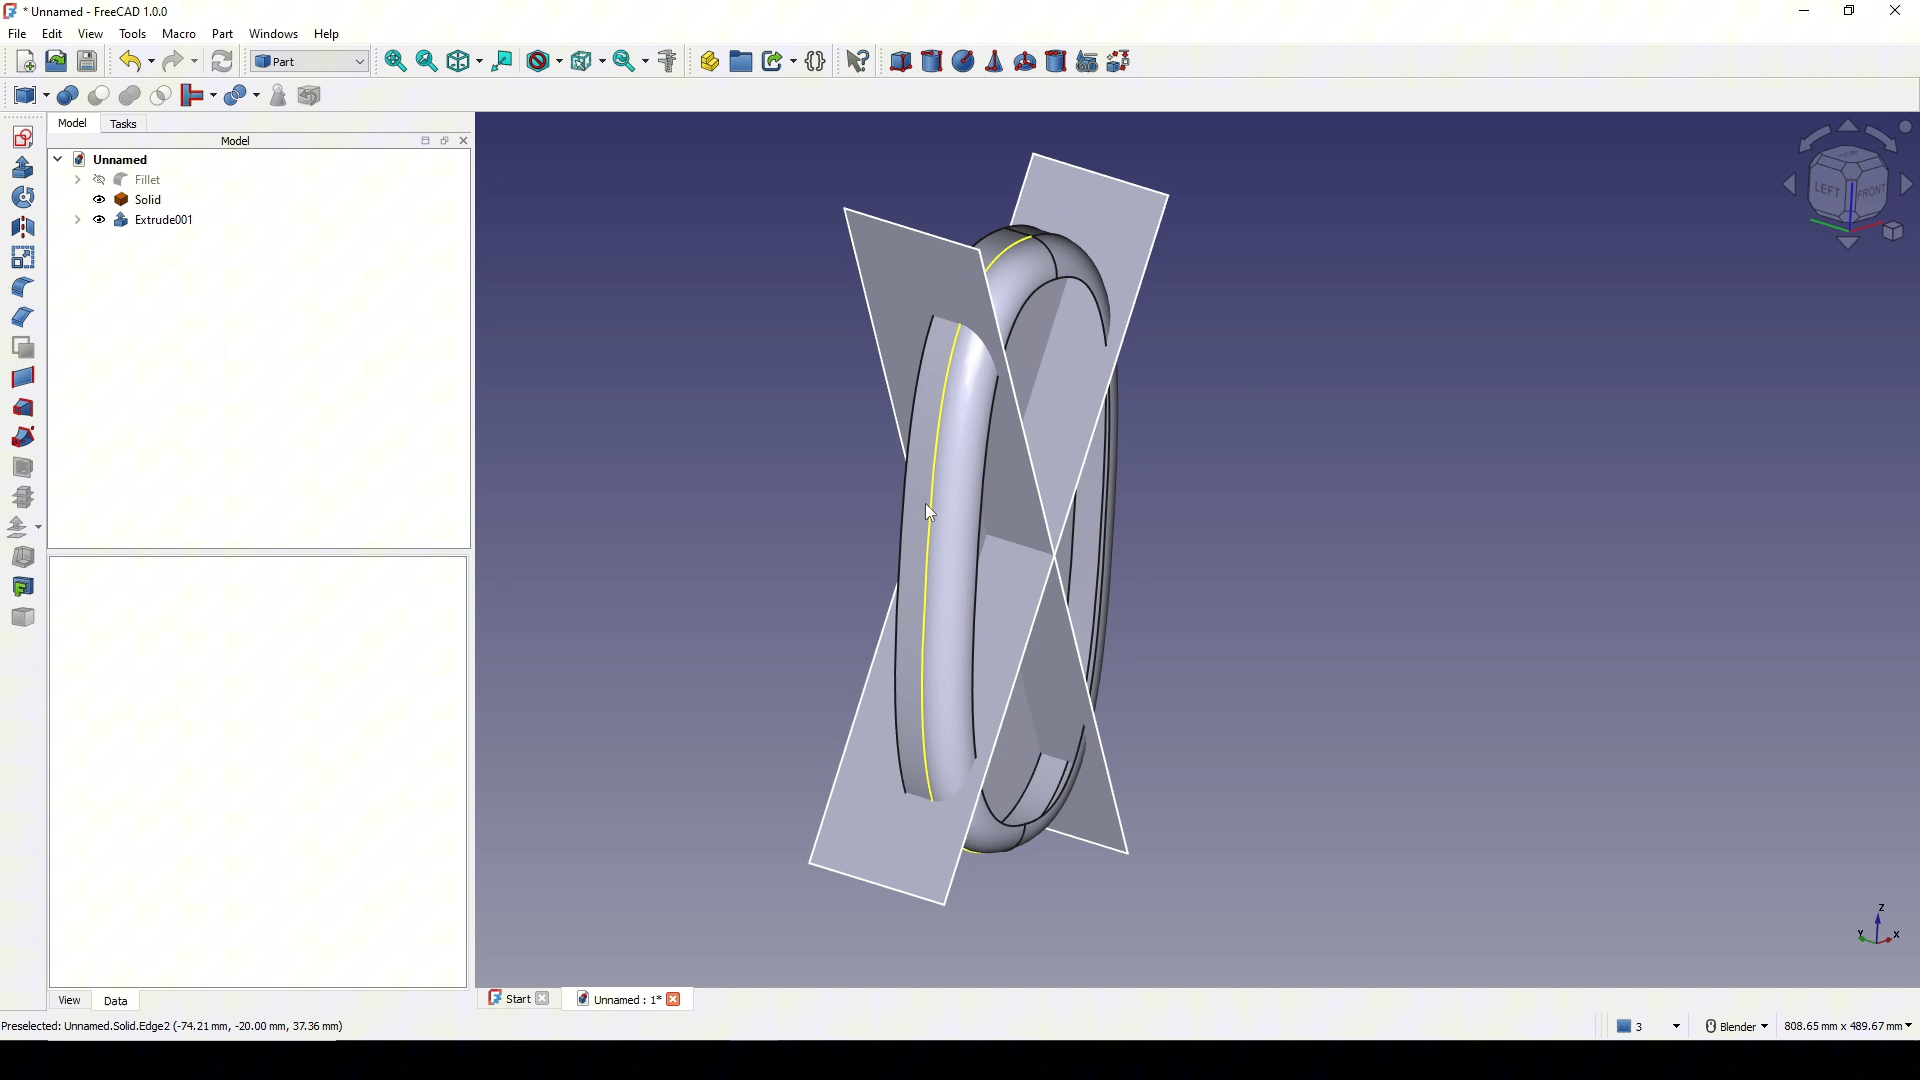 * Unnamed - FreeCAD 1.0.0
File Edit View Tools Macro Part Windows Help
Part
Model Tasks
Model
Unnamed
Fillet
Solid
Extrude001
LEFT FRONT
Z
Y X
View Data
Start Unnamed : 1*
Preselected: Unnamed.Solid.Edge2 (-74.21 mm, -20.00 mm, 37.36 mm)
3 Blender 808.65 mm x 489.67 mm